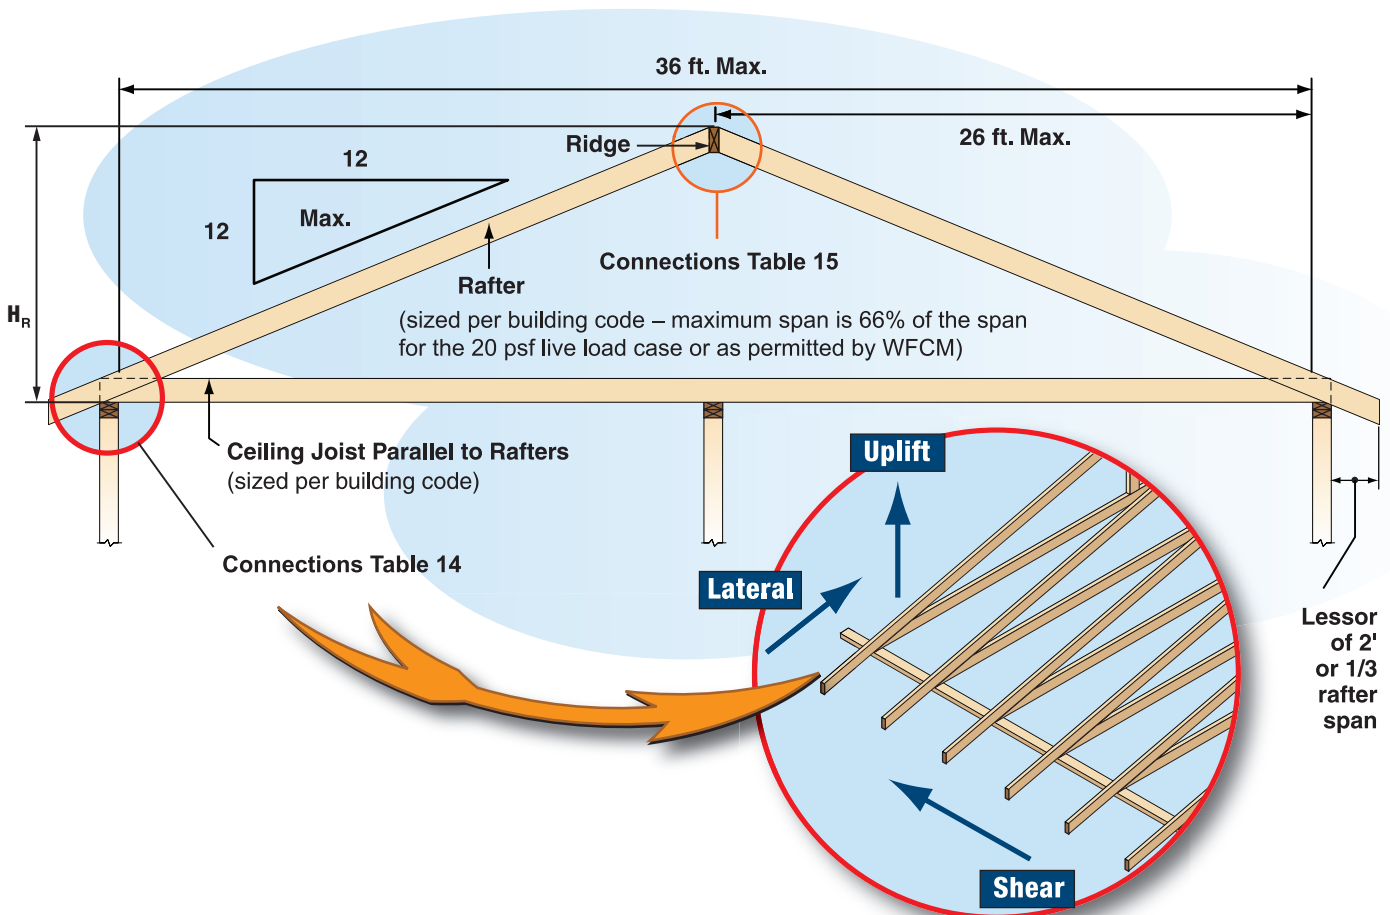 36 ft. Max.
26 ft. Max.
Ridge
12
12
Max.
Connections Table 15
Rafter
(sized per building code – maximum span is 66% of the span
for the 20 psf live load case or as permitted by WFCM)
HR
Ceiling Joist Parallel to Rafters
(sized per building code)
Connections Table 14
Uplift
Lateral
Shear
Lessor
of 2'
or 1/3
rafter
span